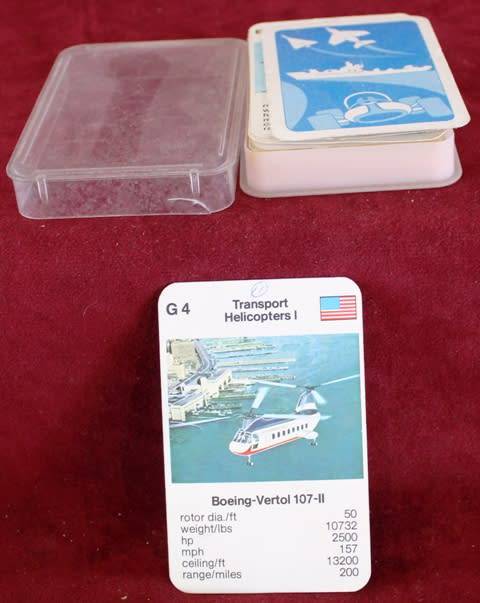 G 4
Transport
Helicopters I
Boeing-Vertol 107-II
rotor dia./ft 50
weight/lbs 10732
hp 2500
mph 157
ceiling/ft 13200
range/miles 200